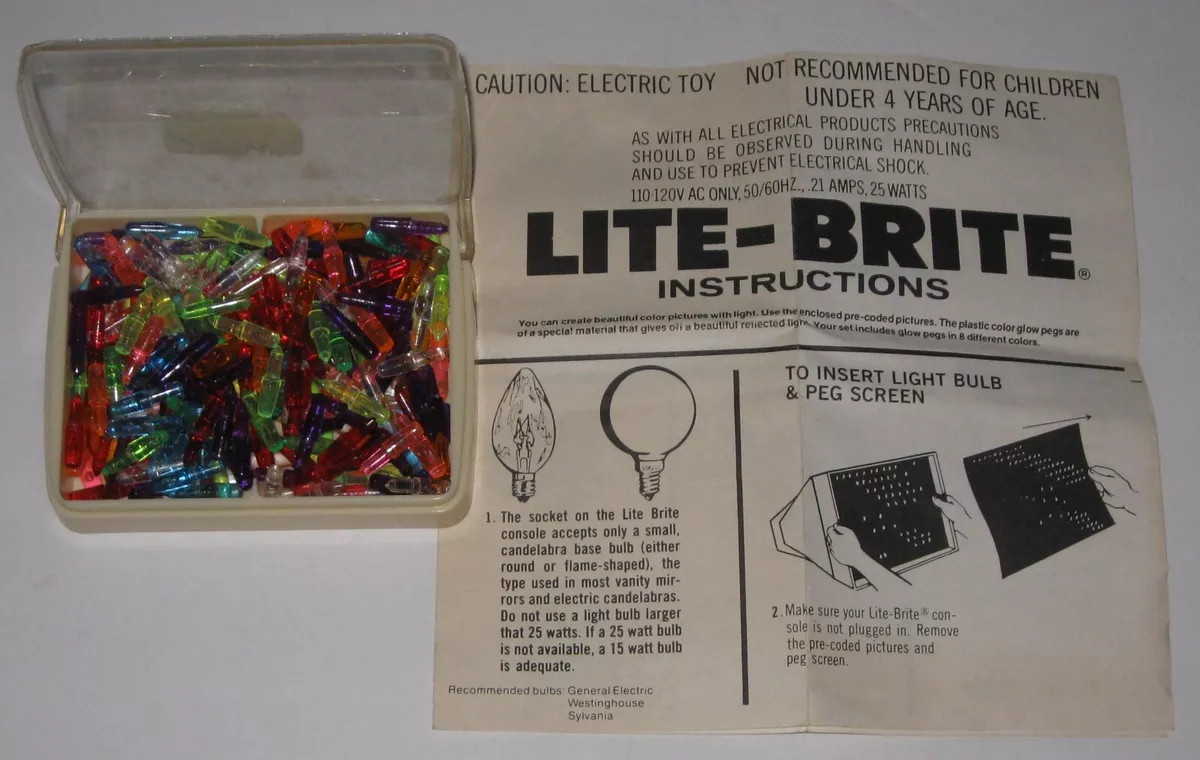 CAUTION: ELECTRIC TOY NOT RECOMMENDED FOR CHILDREN
UNDER 4 YEARS OF AGE.
AS WITH ALL ELECTRICAL PRODUCTS PRECAUTIONS
SHOULD BE OBSERVED DURING HANDLING
AND USE TO PREVENT ELECTRICAL SHOCK.
110-120V AC ONLY, 50/60HZ., .21 AMPS, 25 WATTS
LITE-BRITE®
INSTRUCTIONS
You can create beautiful color pictures with light. Use the enclosed pre-coded pictures. The plastic color glow pegs are
of a special material that gives off a beautiful reflected light. Your set includes glow pegs in 8 different colors.
1. The socket on the Lite Brite
console accepts only a small,
candelabra base bulb (either
round or flame-shaped), the
type used in most vanity mir-
rors and electric candelabras.
Do not use a light bulb larger
that 25 watts. If a 25 watt bulb
is not available, a 15 watt bulb
is adequate.
Recommended bulbs: General Electric
Westinghouse
Sylvania
TO INSERT LIGHT BULB
& PEG SCREEN
2. Make sure your Lite-Brite® con-
sole is not plugged in. Remove
the pre-coded pictures and
peg screen.